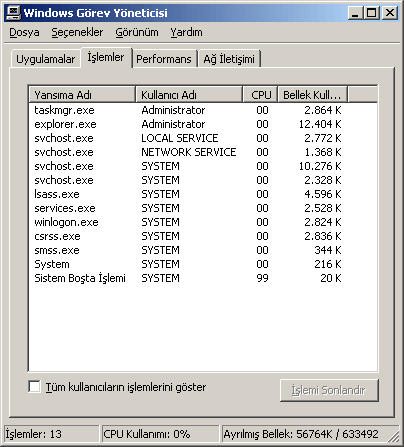 Windows Görev Yöneticisi
Dosya Seçenekler Görünüm Yardım
Uygulamalar İşlemler Performans Ağ İletişimi
Yansıma Adı Kullanıcı Adı CPU Bellek Kull...
taskmgr.exe Administrator 00 2.864 K
explorer.exe Administrator 00 12.404 K
svchost.exe LOCAL SERVICE 00 2.772 K
svchost.exe NETWORK SERVICE 00 1.368 K
svchost.exe SYSTEM 00 10.276 K
svchost.exe SYSTEM 00 2.328 K
lsass.exe SYSTEM 00 4.596 K
services.exe SYSTEM 00 2.528 K
winlogon.exe SYSTEM 00 2.824 K
csrss.exe SYSTEM 00 2.836 K
smss.exe SYSTEM 00 344 K
System SYSTEM 00 216 K
Sistem Boşta İşlemi SYSTEM 99 20 K
Tüm kullanıcıların işlemlerini göster İşlemi Sonlandır
İşlemler: 13 CPU Kullanımı: 0% Ayrılmış Bellek: 56764K / 633492